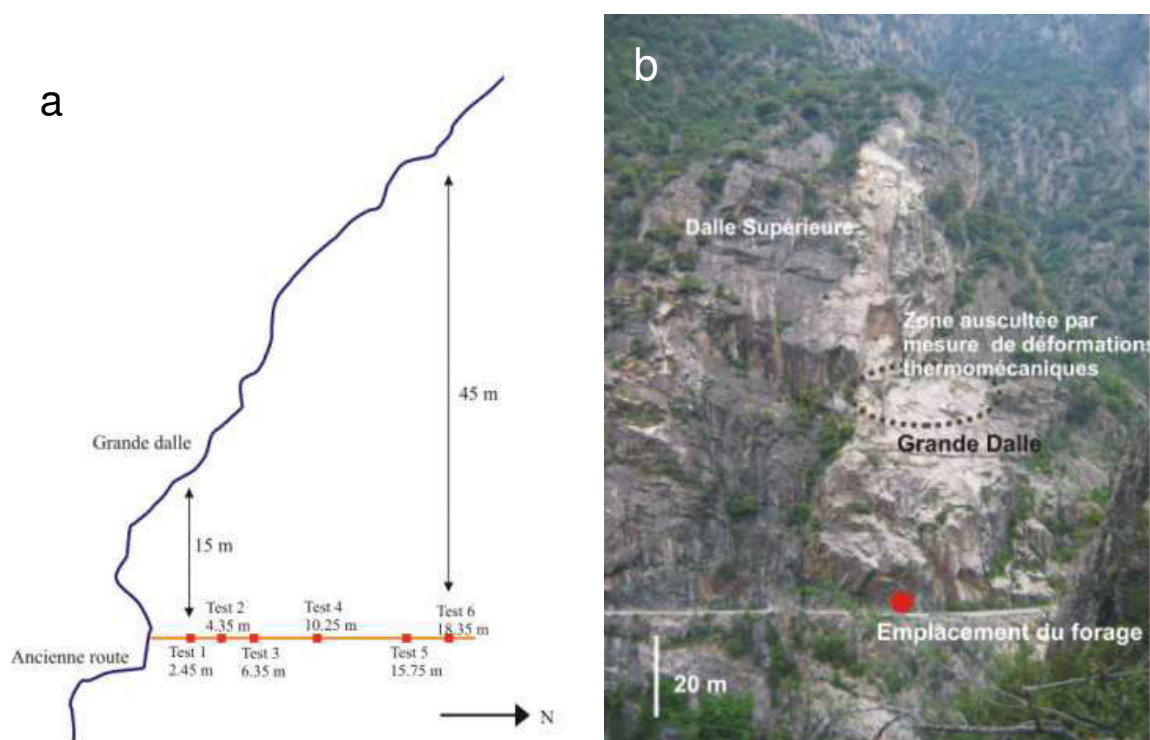 a
45 m
Grande dalle
15 m
Test 2
4.35 m
Test 4
10.25 m
Test 6
18.35 m
Ancienne route
Test 1
2.45 m
Test 3
6.35 m
Test 5
15.75 m
N
b
Dalle Supérieure
Zone auscultée par
mesure de déformations
thermomécaniques
Grande Dalle
Emplacement du forage
20 m